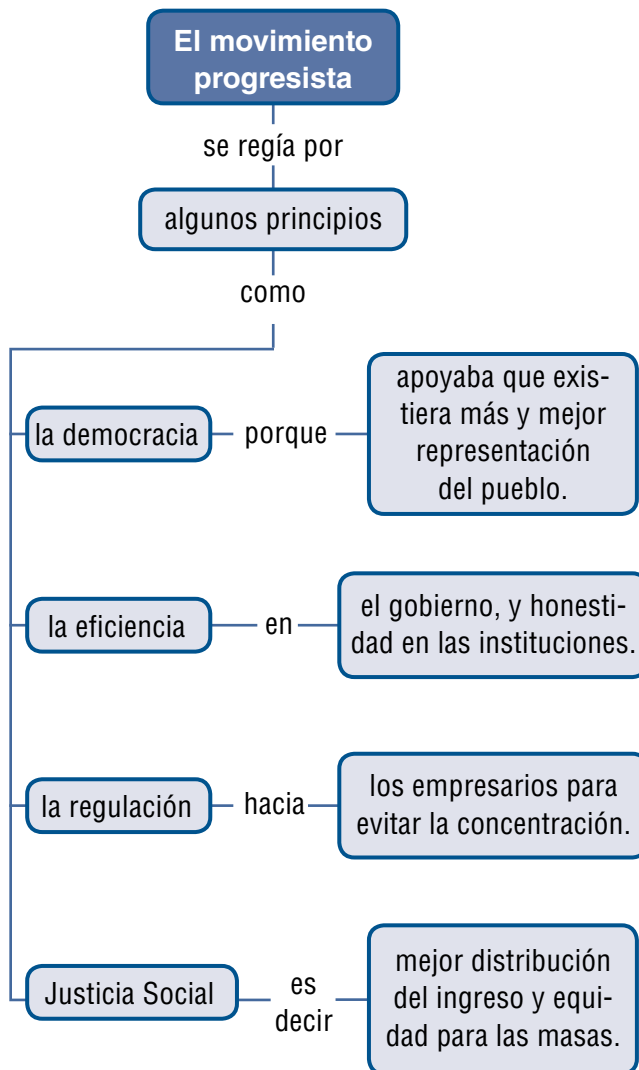 El movimiento
progresista
se regía por
algunos principios
como
la democracia
porque
apoyaba que exis-
tiera más y mejor
representación
del pueblo.
la eficiencia
en
el gobierno, y honesti-
dad en las instituciones.
la regulación
hacia
los empresarios para
evitar la concentración.
Justicia Social
es
decir
mejor distribución
del ingreso y equi-
dad para las masas.